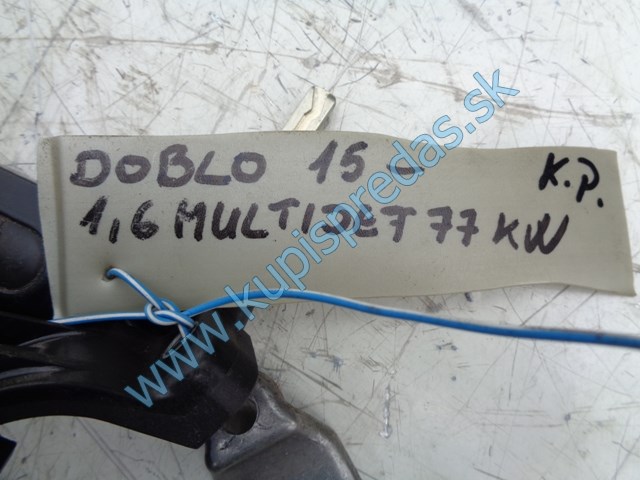 DOBLO 15 U K.P.
1,6 MULTIJET 77 KW
www.kupispredas.sk